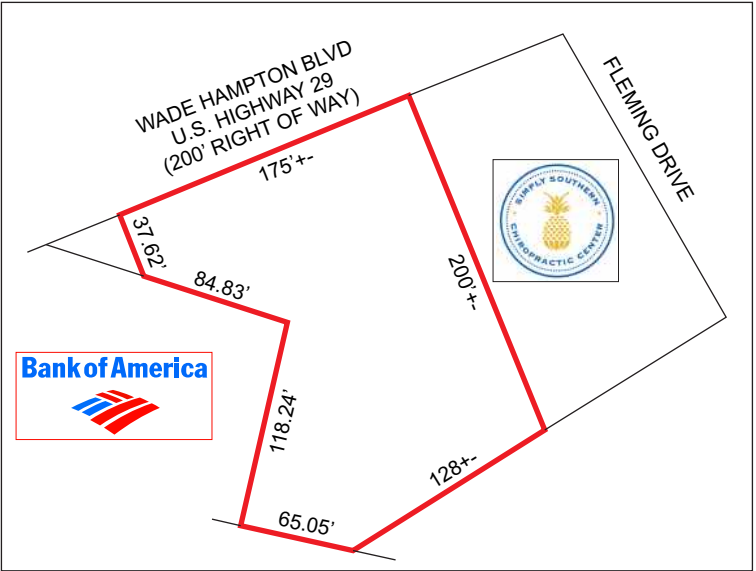 WADE HAMPTON BLVD
U.S. HIGHWAY 29
(200' RIGHT OF WAY)
175'+-
FLEMING DRIVE
SIMPLY SOUTHERN
CHIROPRACTIC CENTER
37.62'
84.83'
200'+-
Bank of America
118.24'
128+-
65.05'